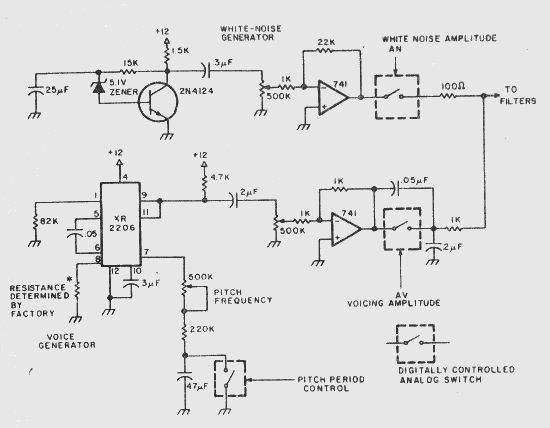 WHITE-NOISE
GENERATOR
+12
1.5K
15K
.3µF
22K
WHITE NOISE AMPLITUDE
AN
25µF
5.1V
ZENER
2N4124
500K
1K
741
100Ω
TO
FILTERS
+12
4
+12
4.7K
1
9
11
XR
2206
5
82K
.05
6
8
7
12
10
2µF
500K
1K
1K
741
.05µF
1K
.2µF
3µF
*
RESISTANCE
DETERMINED
BY
FACTORY
500K
PITCH
FREQUENCY
AV
VOICING AMPLITUDE
VOICE
GENERATOR
220K
47µF
PITCH PERIOD
CONTROL
DIGITALLY CONTROLLED
ANALOG SWITCH